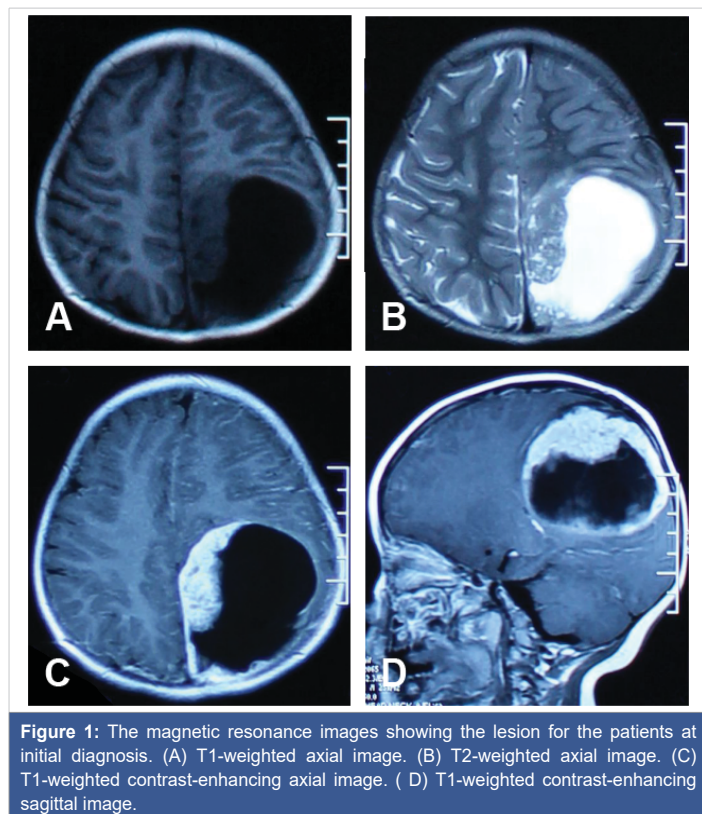 A
B
C
D
Figure 1: The magnetic resonance images showing the lesion for the patients at
initial diagnosis. (A) T1-weighted axial image. (B) T2-weighted axial image. (C)
T1-weighted contrast-enhancing axial image. ( D) T1-weighted contrast-enhancing
sagittal image.